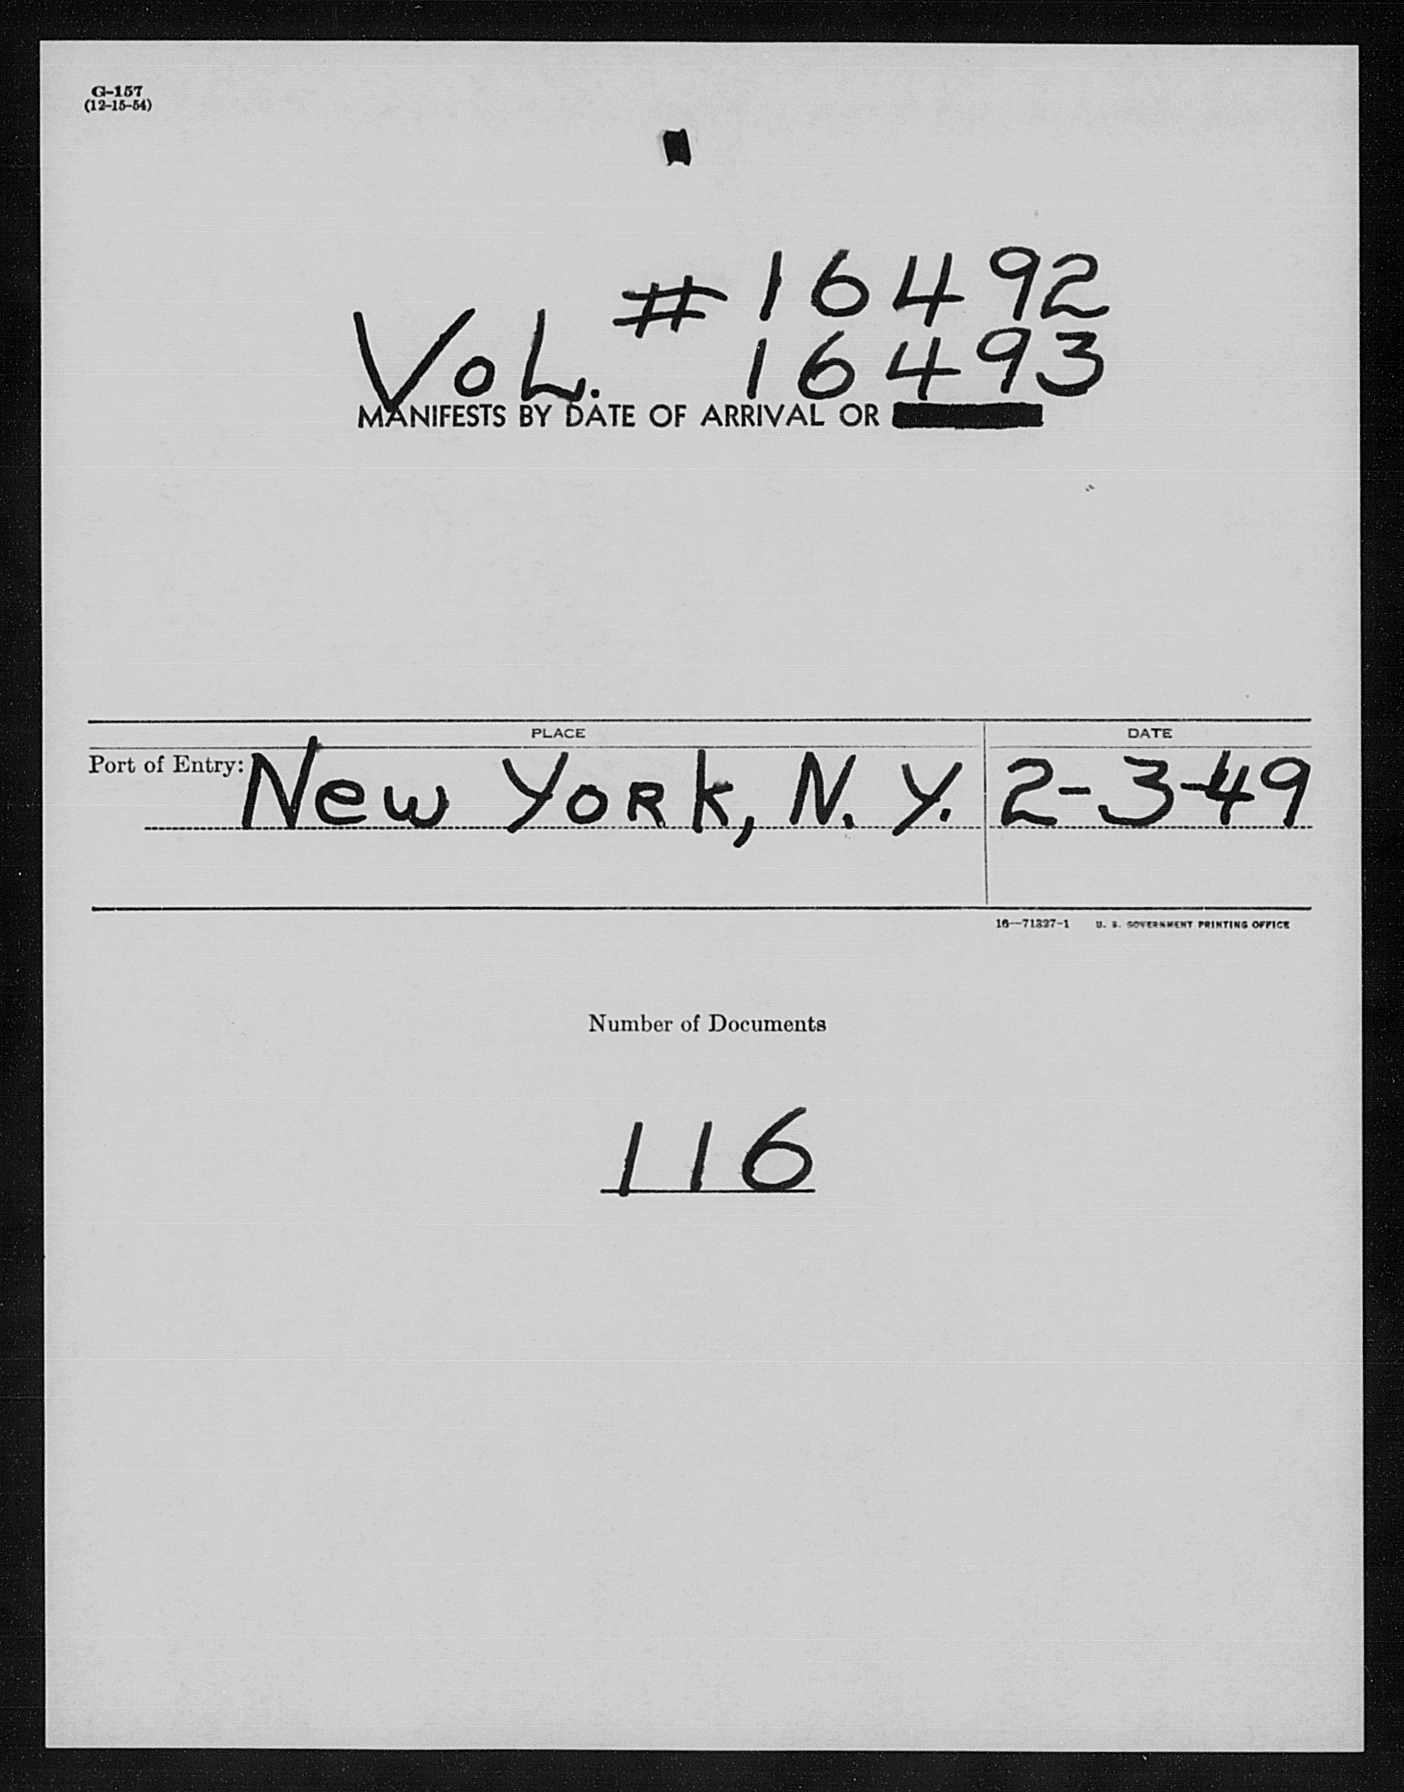 G-157
(12-15-54)
# 16492
VoL. 16493
MANIFESTS BY DATE OF ARRIVAL OR
PLACE
DATE
Port of Entry: New YoRk, N. Y. 2-3-49
16—71327-1 U. S. GOVERNMENT PRINTING OFFICE
Number of Documents
116